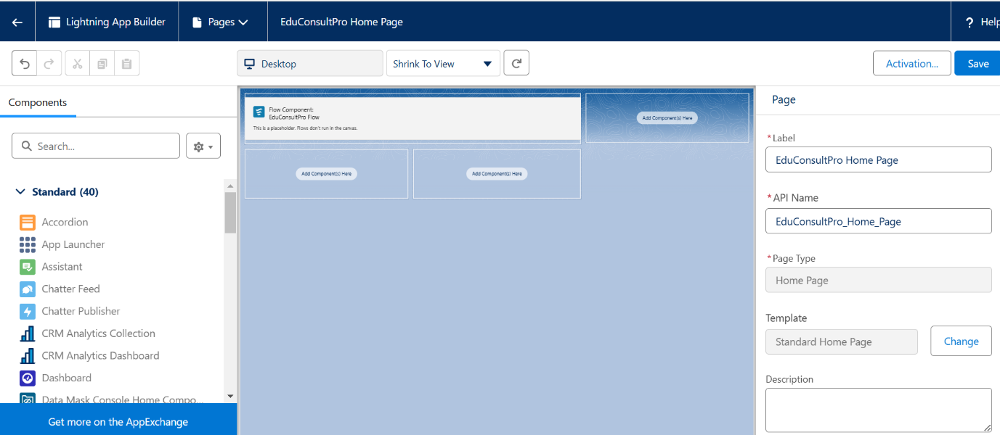 Lightning App Builder
Pages
EduConsultPro Home Page
? Help
Desktop
Shrink To View
Activation...
Save
Components
Search...
Standard (40)
Accordion
App Launcher
Assistant
Chatter Feed
Chatter Publisher
CRM Analytics Collection
CRM Analytics Dashboard
Dashboard
Data Mask Console Home Compo...
Get more on the AppExchange
Flow Component:
EduConsultPro Flow
This is a placeholder. Flows don't run in the canvas.
Add Component(s) Here
Add Component(s) Here
Add Component(s) Here
Page
*Label
EduConsultPro Home Page
*API Name
EduConsultPro_Home_Page
*Page Type
Home Page
Template
Standard Home Page
Change
Description